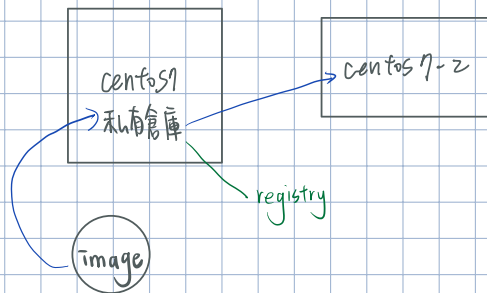 centos7
私有倉庫
centos7-2
registry
image